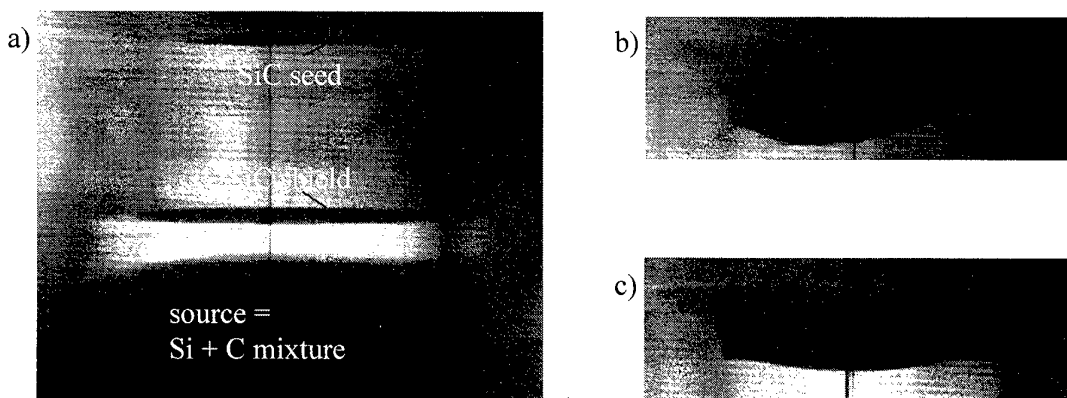 a)
SiC seed
source =
Si + C mixture
b)
c)